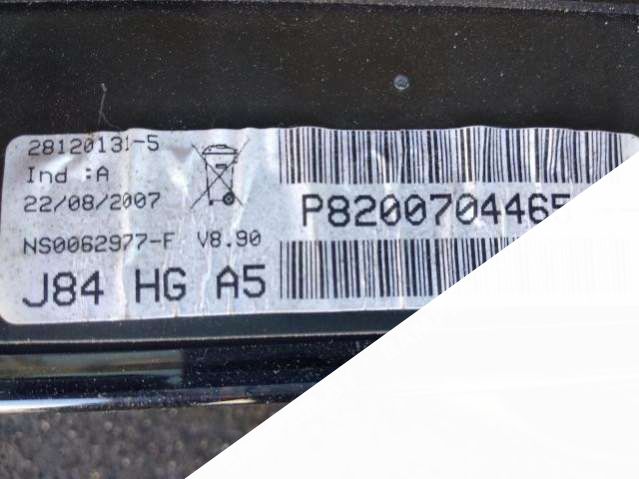 28120131-5
Ind :A
22/08/2007
P8200704465
NS0062977-F V8.90
J84 HG A5